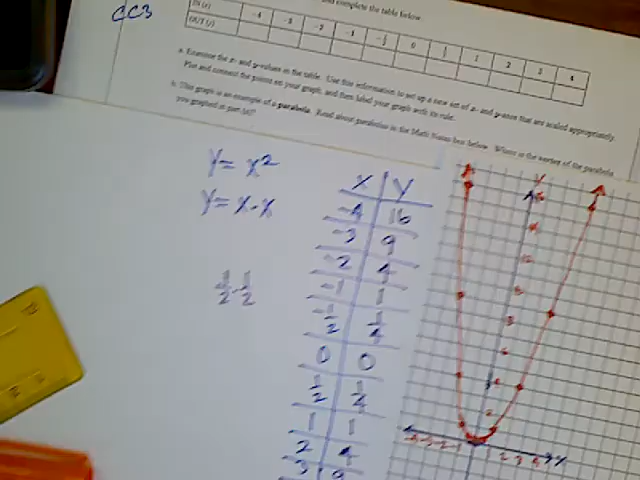 CC3
and complete the table below.
IN (x) -4 -3 -2 -1 -1/2 0 1/2 1 2 3 4
OUT (y)
a. Examine the x- and y-values in the table. Use this information to set up a new set of x- and y-axes that are scaled appropriately.
Plot and connect the points on your graph, and then label your graph with its rule.
b. This graph is an example of a parabola. Read about parabolas in the Math Notes box below. Where is the vertex of the parabola
you graphed in part (a)?
Y = x²
Y = x · x
X Y
-4 16
-3 9
-2 4
-1 1
-1/2 1/4
0 0
1/2 1/4
1 1
2 4
3 9
Y
X